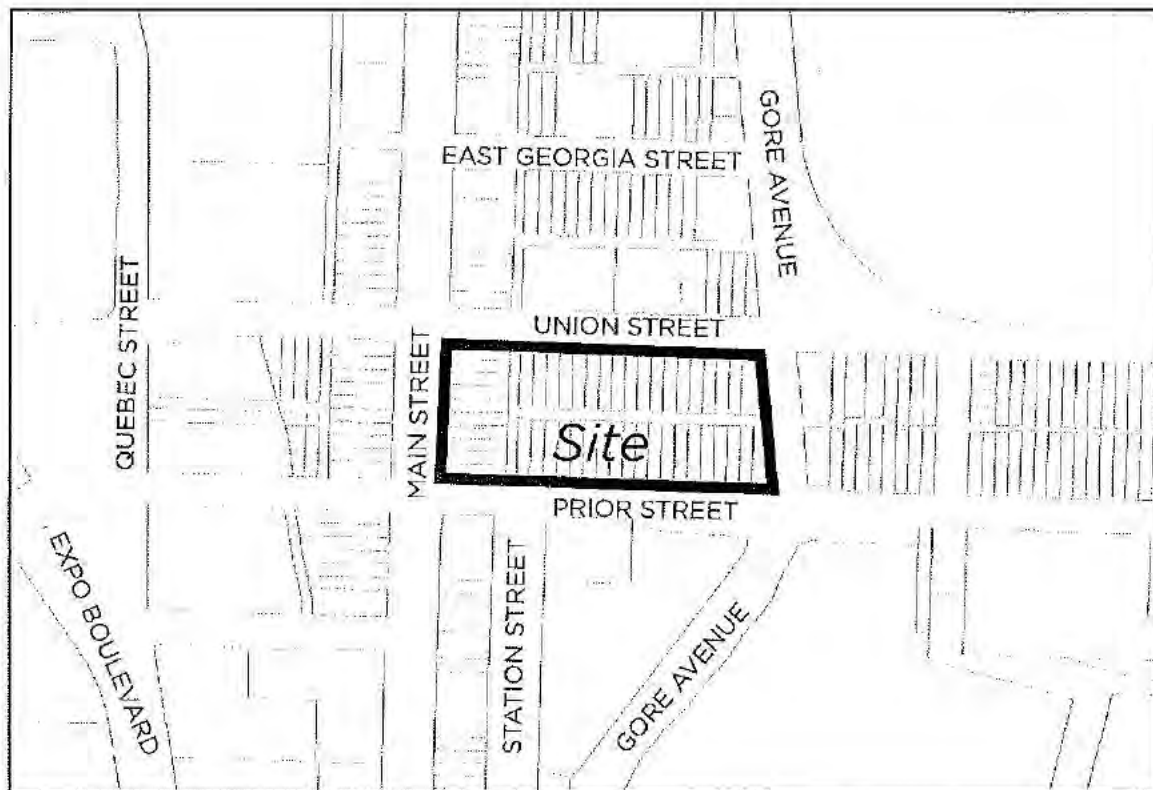 EAST GEORGIA STREET
GORE AVENUE
QUEBEC STREET
UNION STREET
MAIN STREET
Site
PRIOR STREET
EXPO BOULEVARD
STATION STREET
GORE AVENUE